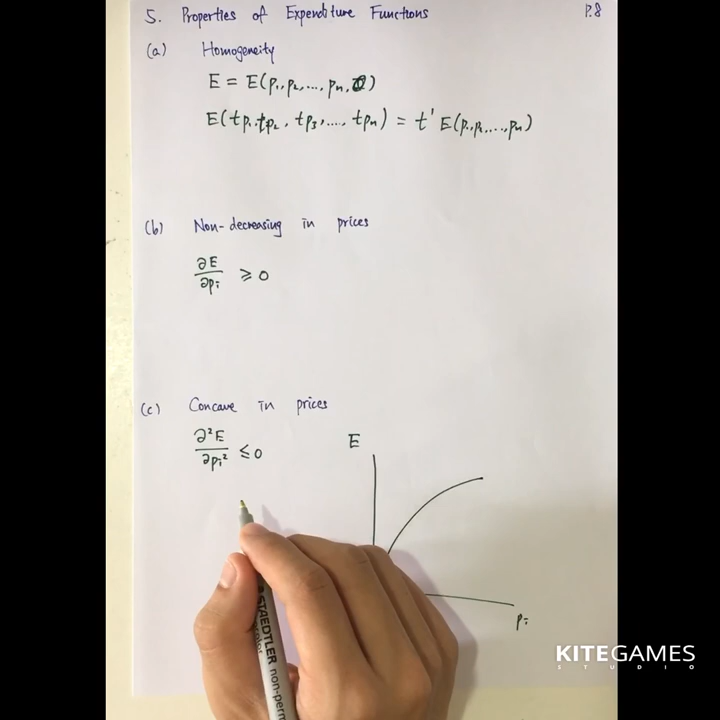 5. Properties of Expenditure Functions
P.8
(a) Homogeneity
E = E(p₁,p₂,..., pₙ, Ū)
E(tp₁,tp₂, tp₃,...., tpₙ) = t¹ E(p₁,p₂,...,pₙ)
(b) Non-decreasing in prices
∂E/∂pᵢ ≥ 0
(c) Concave in prices
∂²E/∂pᵢ² ≤ 0
E
pᵢ
STAEDTLER non-perm
KITEGAMES
STUDIO